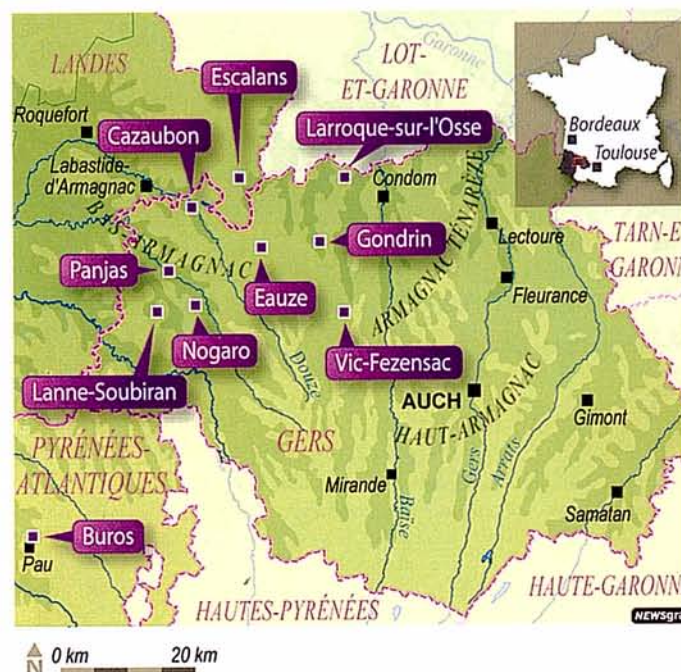 LANDES
LOT-
ET-GARONNE
Garonne
Escalans
Roquefort
Cazaubon
Larroque-sur-l'Osse
Bordeaux
Toulouse
Labastide-
d'Armagnac
Condom
BAS ARMAGNAC
ARMAGNAC TÉNARÈZE
Gondrin
Lectoure
TARN-E
GARONN
Panjas
Eauze
Fleurance
Nogaro
Vic-Fezensac
Douze
Lanne-Soubiran
AUCH
HAUT-ARMAGNAC
Gimont
PYRÉNÉES-
ATLANTIQUES
GERS
Gers
Arrats
Mirande
Baïse
Samatan
Buros
Pau
HAUTES-PYRÉNÉES
HAUTE-GARONN
NEWSgra
N
0 km 20 km